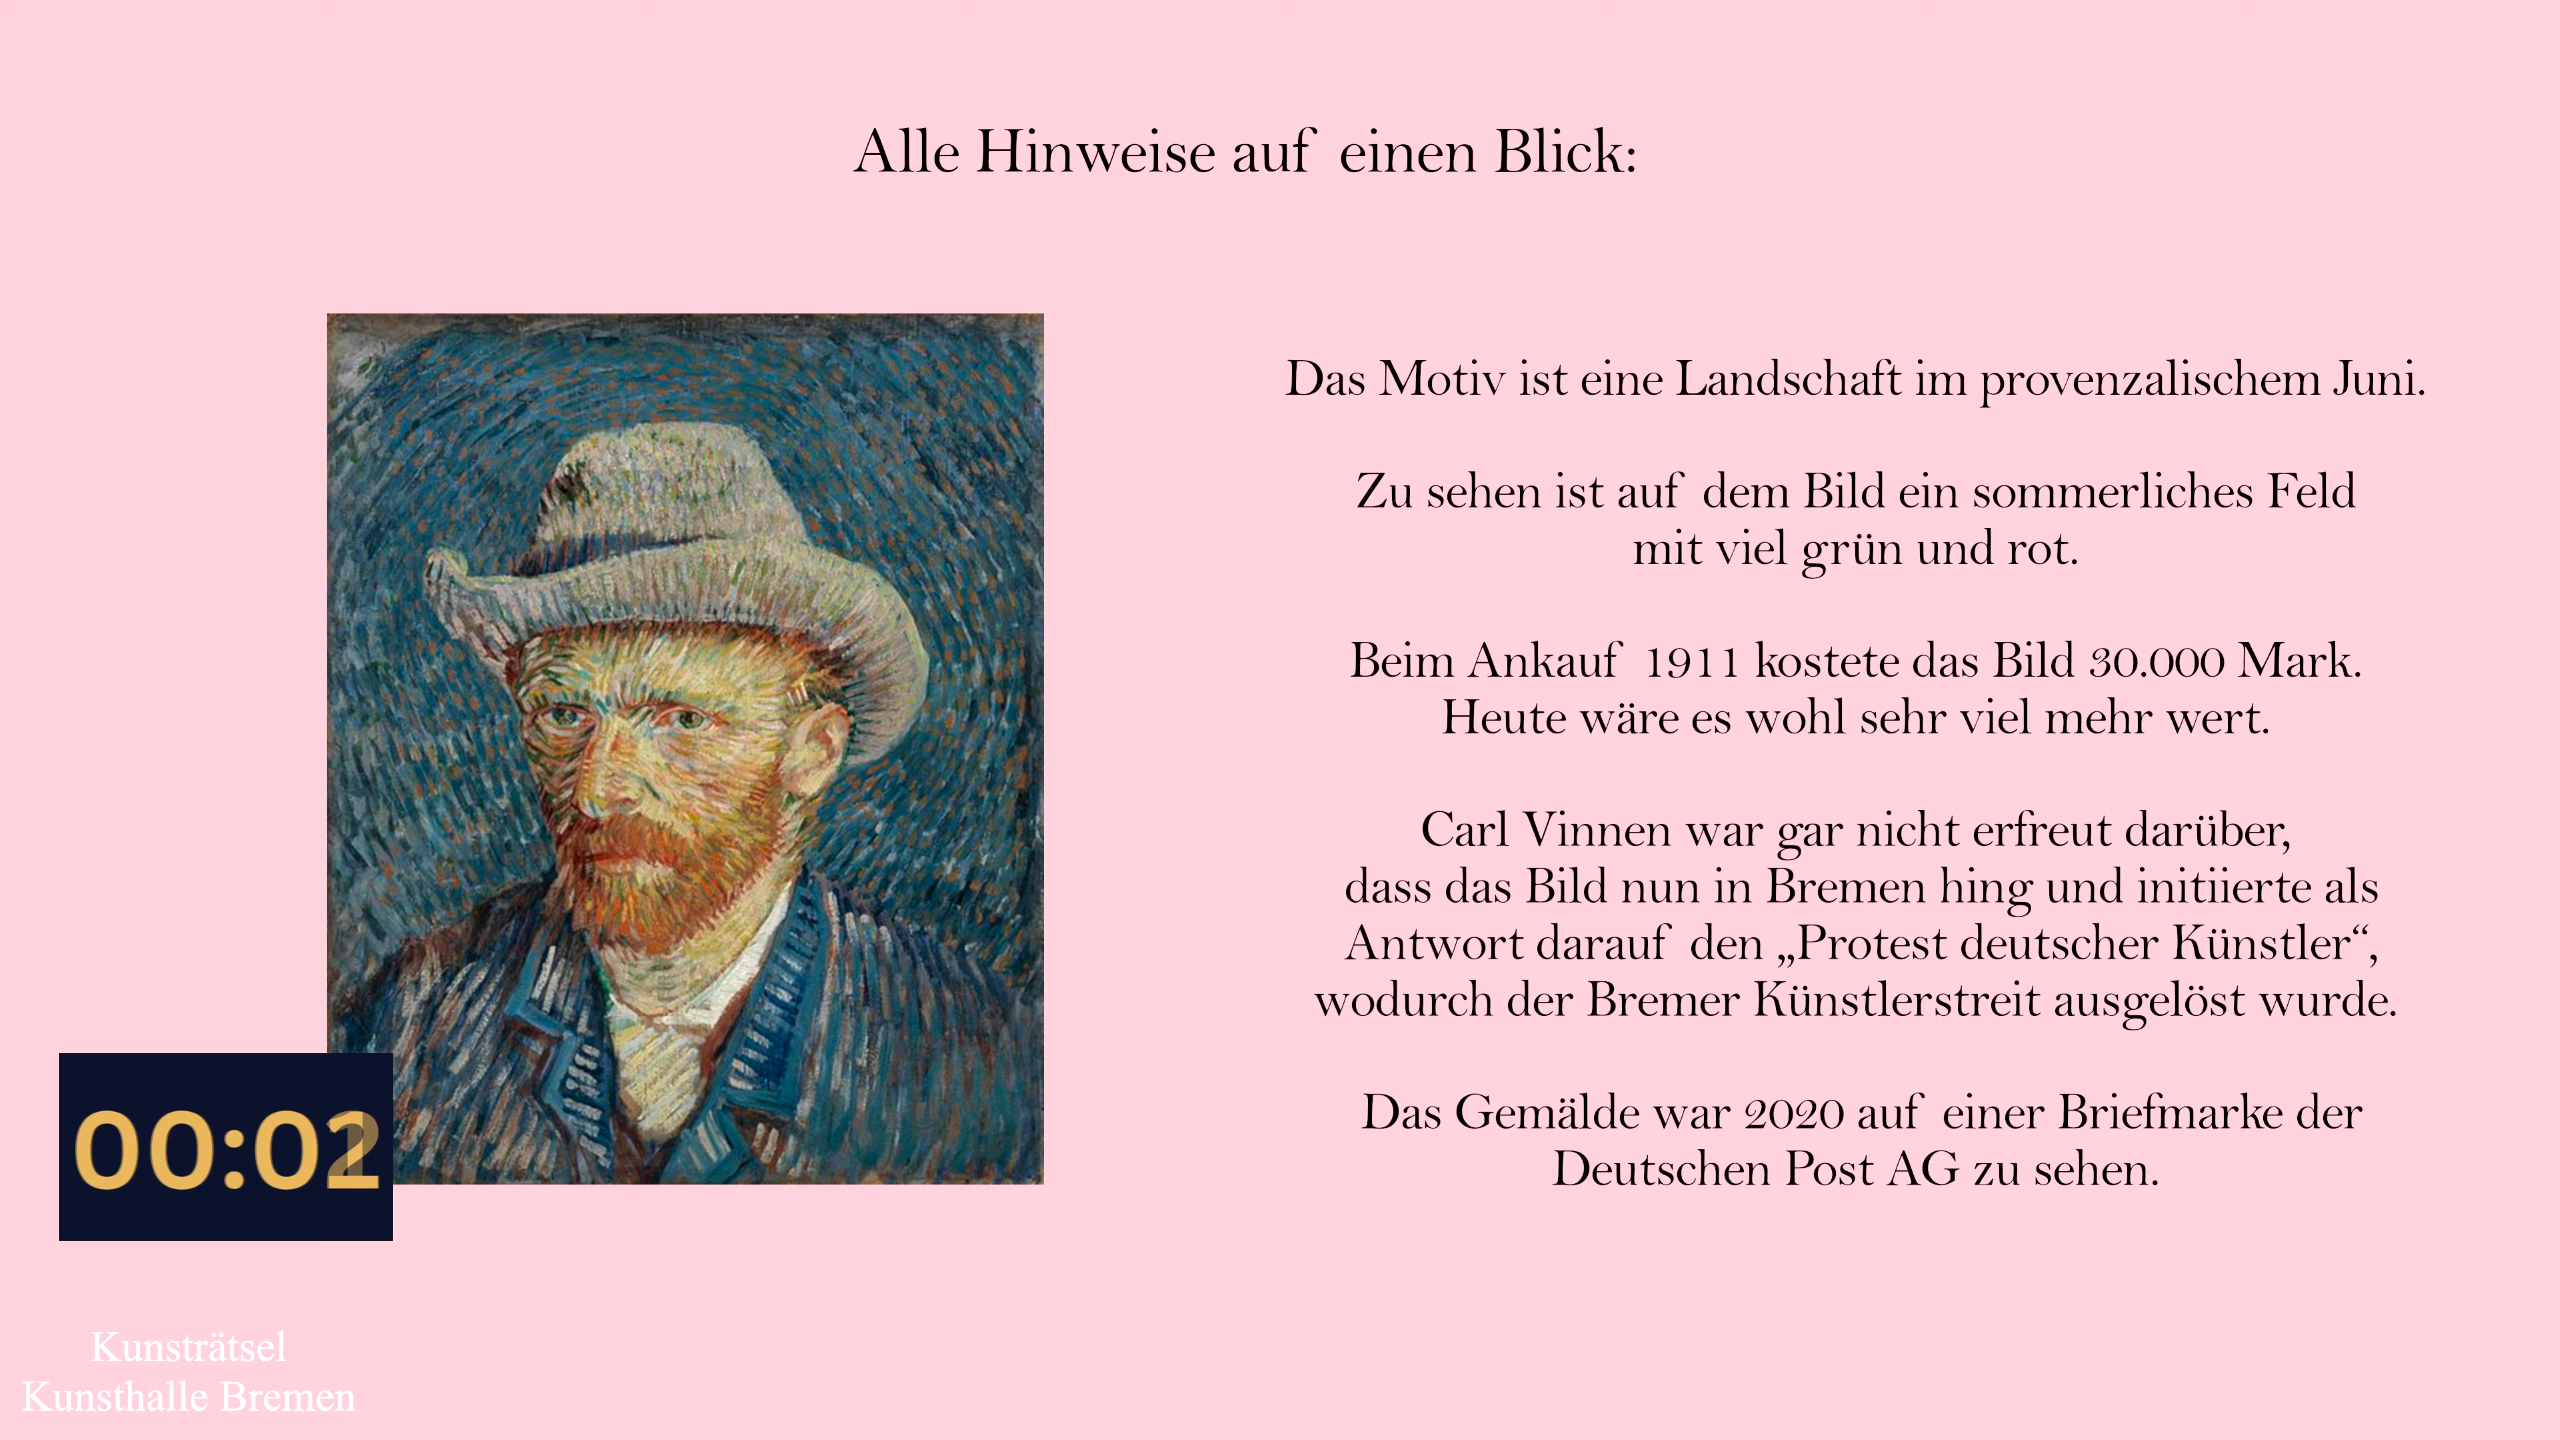 Alle Hinweise auf einen Blick:
Das Motiv ist eine Landschaft im provenzalischem Juni.
Zu sehen ist auf dem Bild ein sommerliches Feld
mit viel grün und rot.
Beim Ankauf 1911 kostete das Bild 30.000 Mark.
Heute wäre es wohl sehr viel mehr wert.
Carl Vinnen war gar nicht erfreut darüber,
dass das Bild nun in Bremen hing und initiierte als
Antwort darauf den „Protest deutscher Künstler“,
wodurch der Bremer Künstlerstreit ausgelöst wurde.
Das Gemälde war 2020 auf einer Briefmarke der
Deutschen Post AG zu sehen.
Kunsträtsel
Kunsthalle Bremen